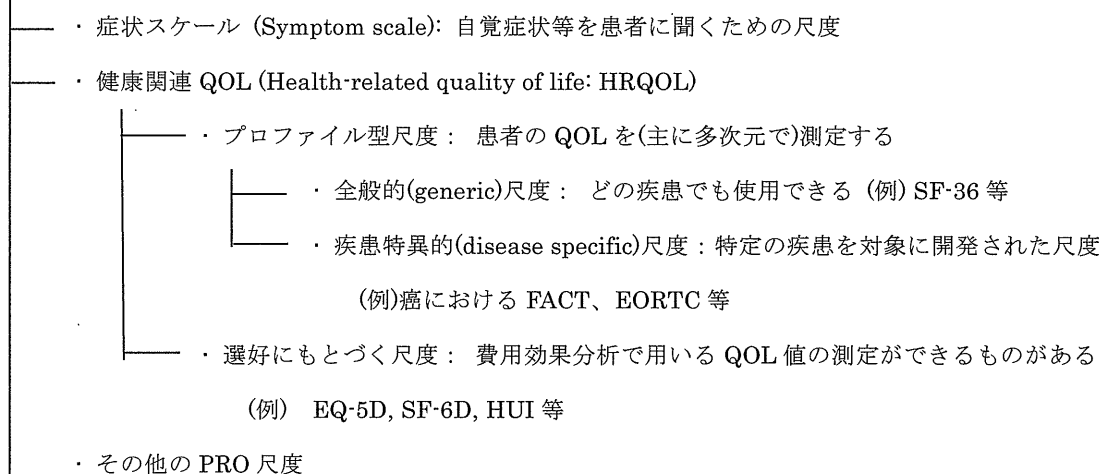 ・症状スケール (Symptom scale): 自覚症状等を患者に聞くための尺度
・健康関連 QOL (Health-related quality of life: HRQOL)
・プロファイル型尺度： 患者の QOL を(主に多次元で)測定する
・全般的(generic)尺度： どの疾患でも使用できる (例) SF-36 等
・疾患特異的(disease specific)尺度：特定の疾患を対象に開発された尺度
(例)癌における FACT、EORTC 等
・選好にもとづく尺度： 費用効果分析で用いる QOL 値の測定ができるものがある
(例) EQ-5D, SF-6D, HUI 等
・その他の PRO 尺度